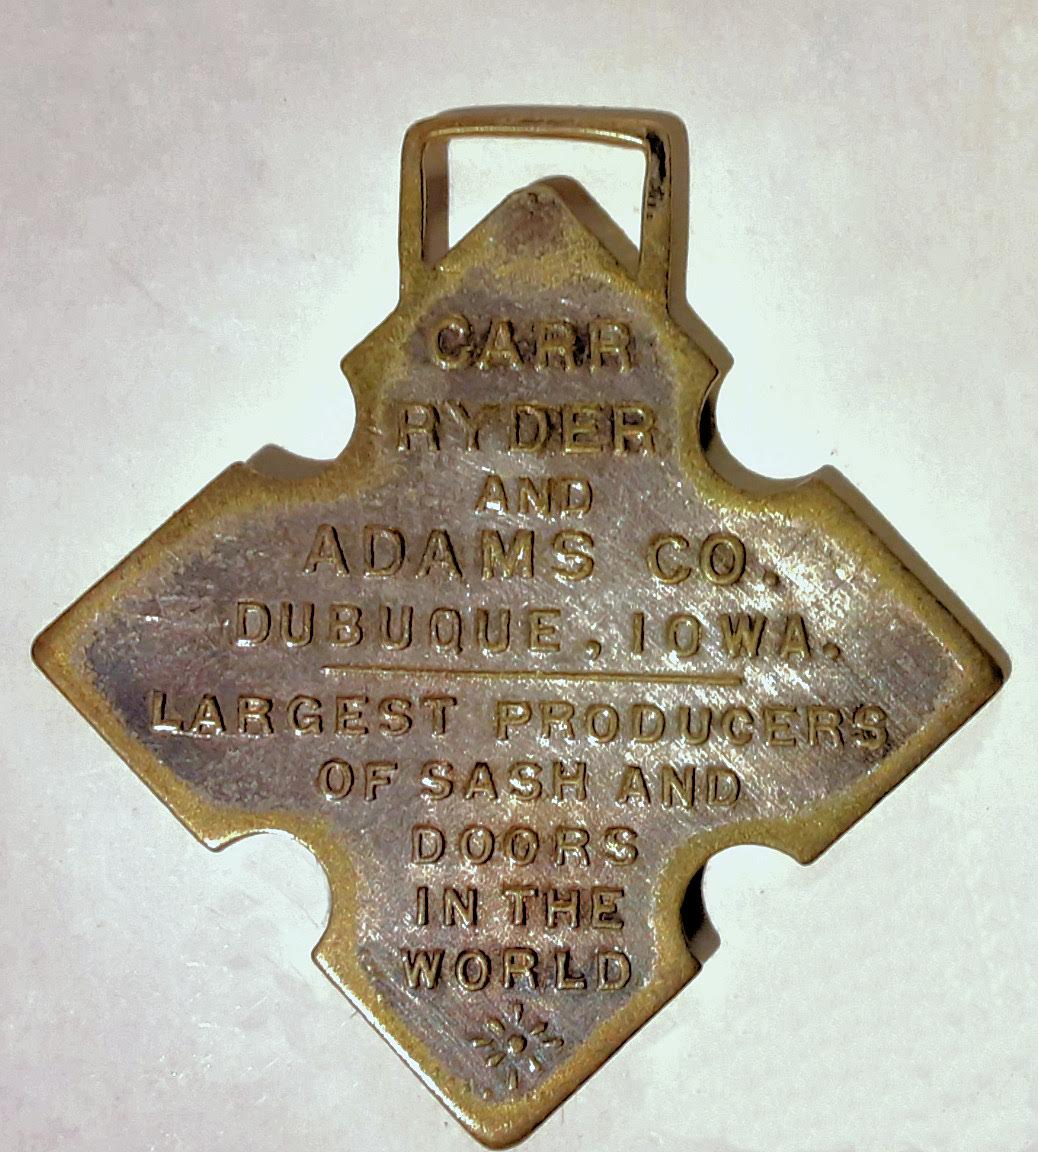 CARR
RYDER
AND
ADAMS CO.
DUBUQUE, IOWA.
LARGEST PRODUCERS
OF SASH AND
DOORS
IN THE
WORLD